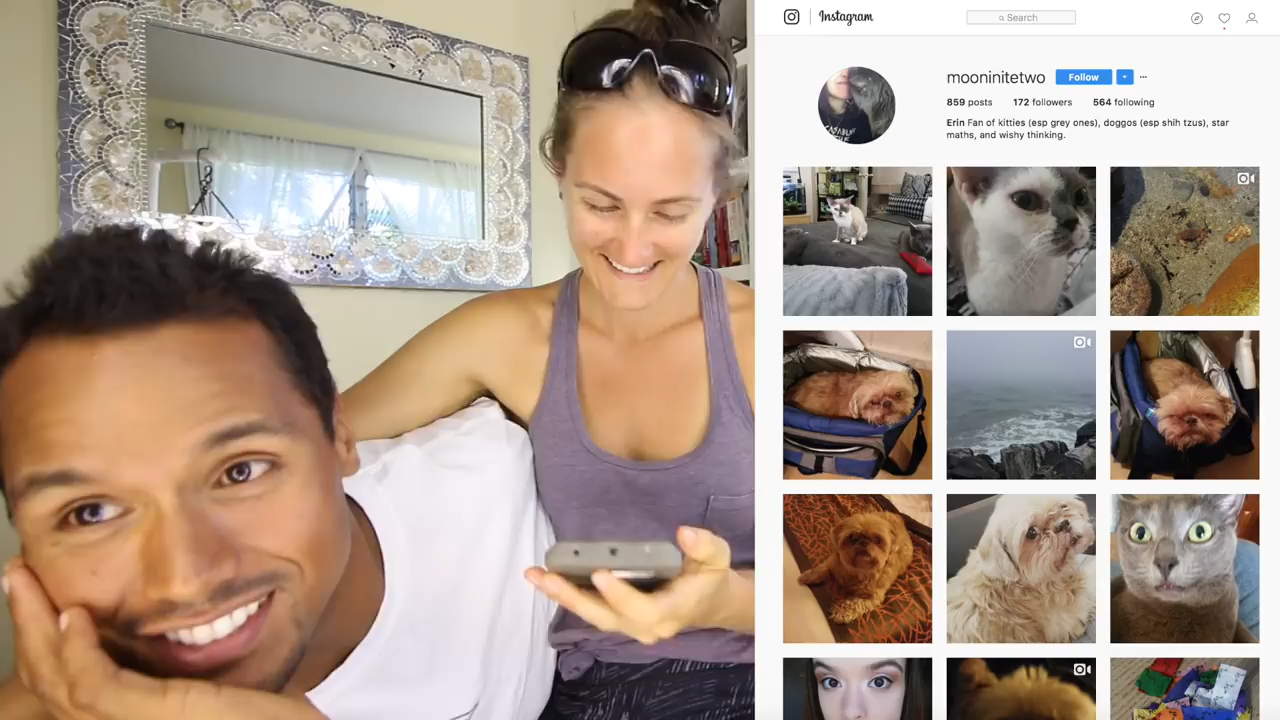 Instagram
Search
mooninitetwo Follow ...
859 posts 172 followers 564 following
Erin Fan of kitties (esp grey ones), doggos (esp shih tzus), star
maths, and wishy thinking.